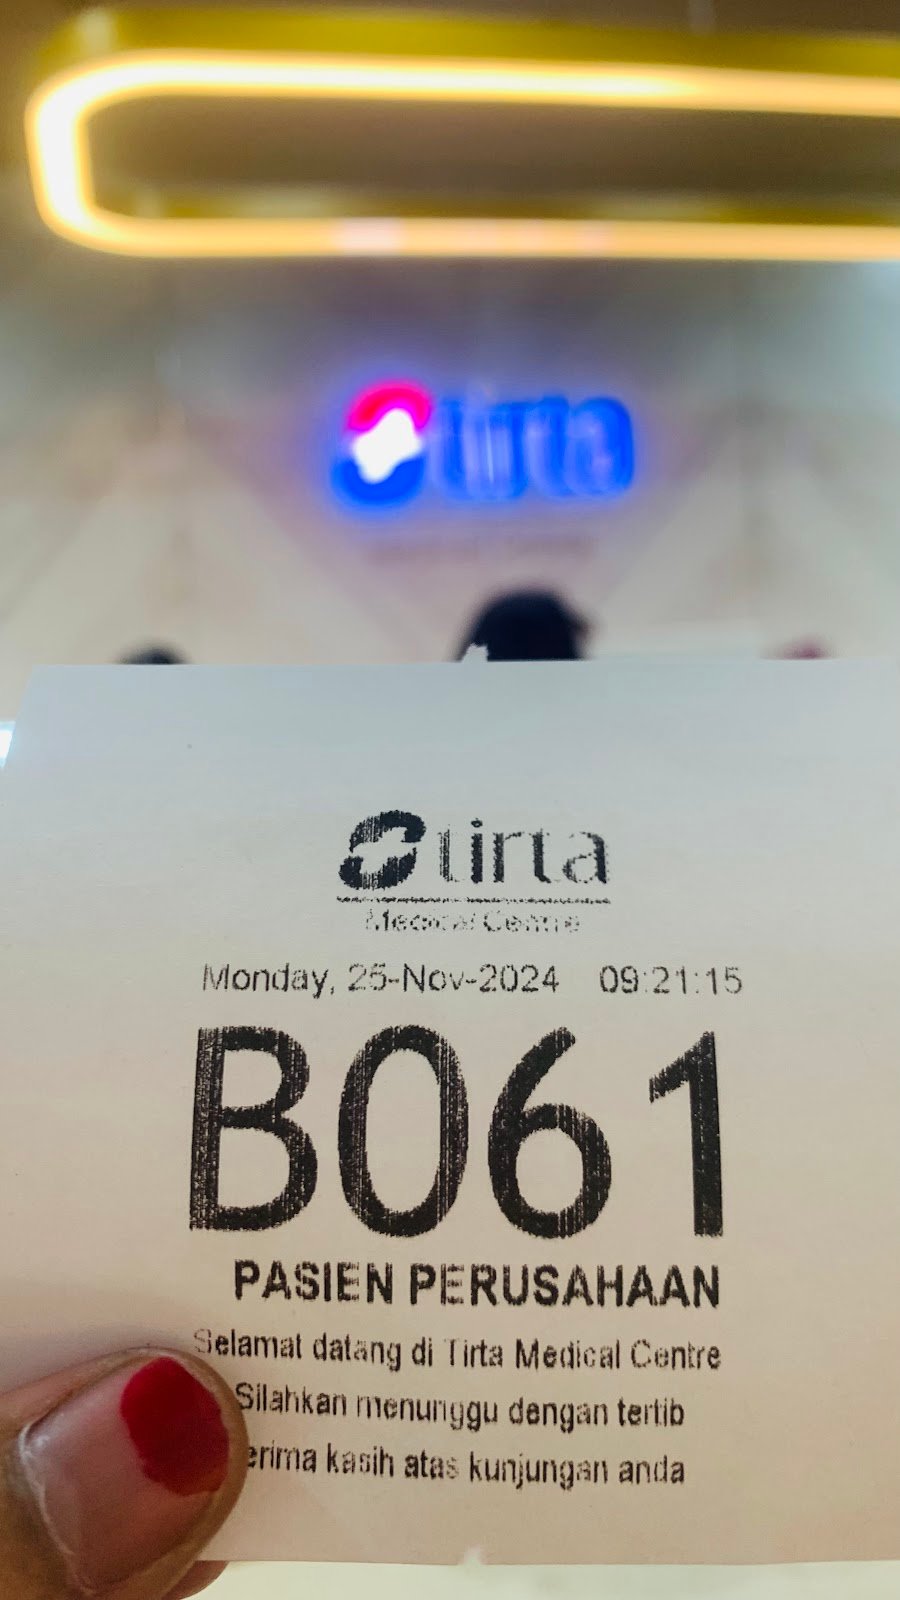 tirta
tirta
Medical Centre
Monday, 25-Nov-2024 09:21:15
B061
PASIEN PERUSAHAAN
Selamat datang di Tirta Medical Centre
Silahkan menunggu dengan tertib
erima kasih atas kunjungan anda